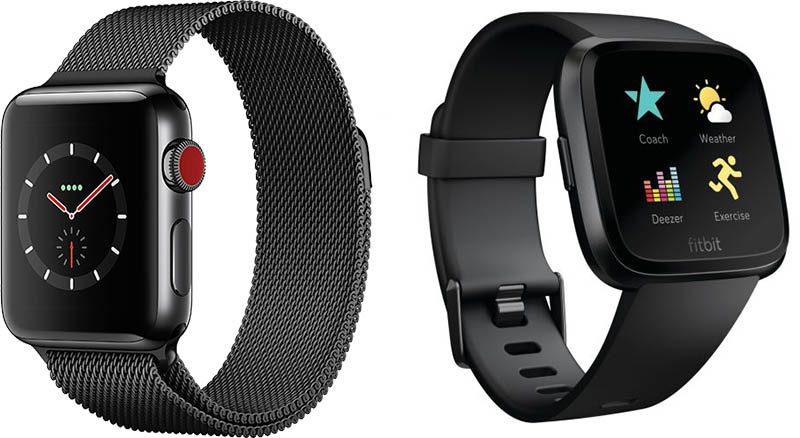 Coach
Weather
Deezer
Exercise
fitbit